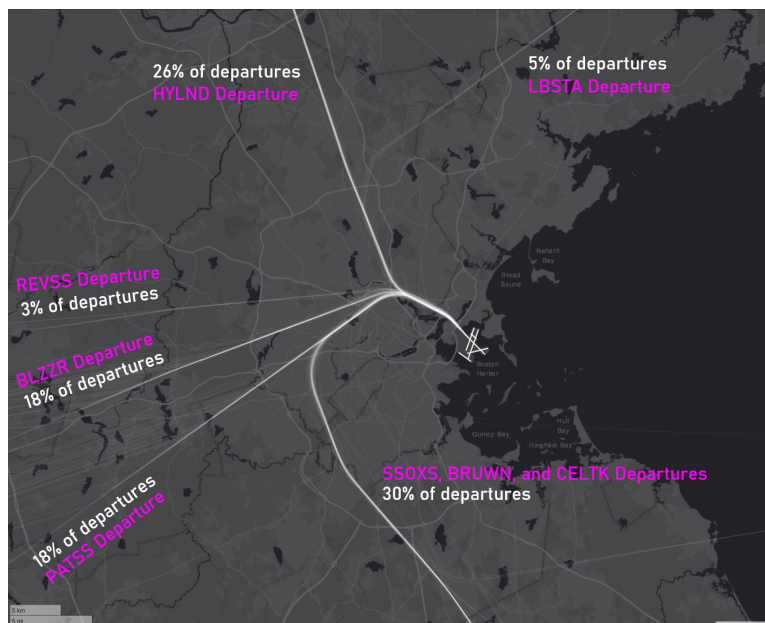 26% of departures
HYLND Departure
5% of departures
LBSTA Departure
Nahant
Bay
Broad
Sound
REVSS Departure
3% of departures
BLZZR Departure
18% of departures
Boston
Harbor
Hull
Bay
Quincy Bay
Hingham Bay
SSOXS, BRUWN, and CELTK Departures
30% of departures
18% of departures
PATSS Departure
5 km
5 mi